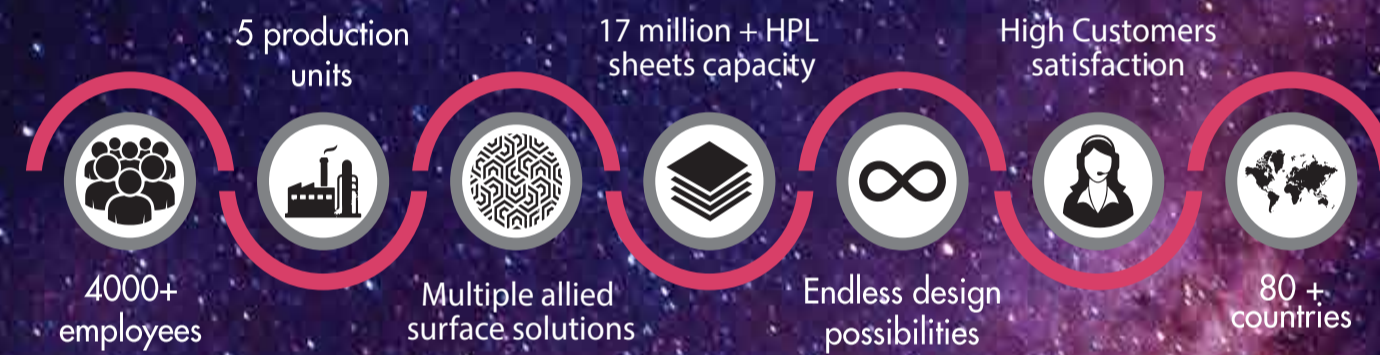 4000+
employees
5 production
units
Multiple allied
surface solutions
17 million + HPL
sheets capacity
Endless design
possibilities
High Customers
satisfaction
80 +
countries